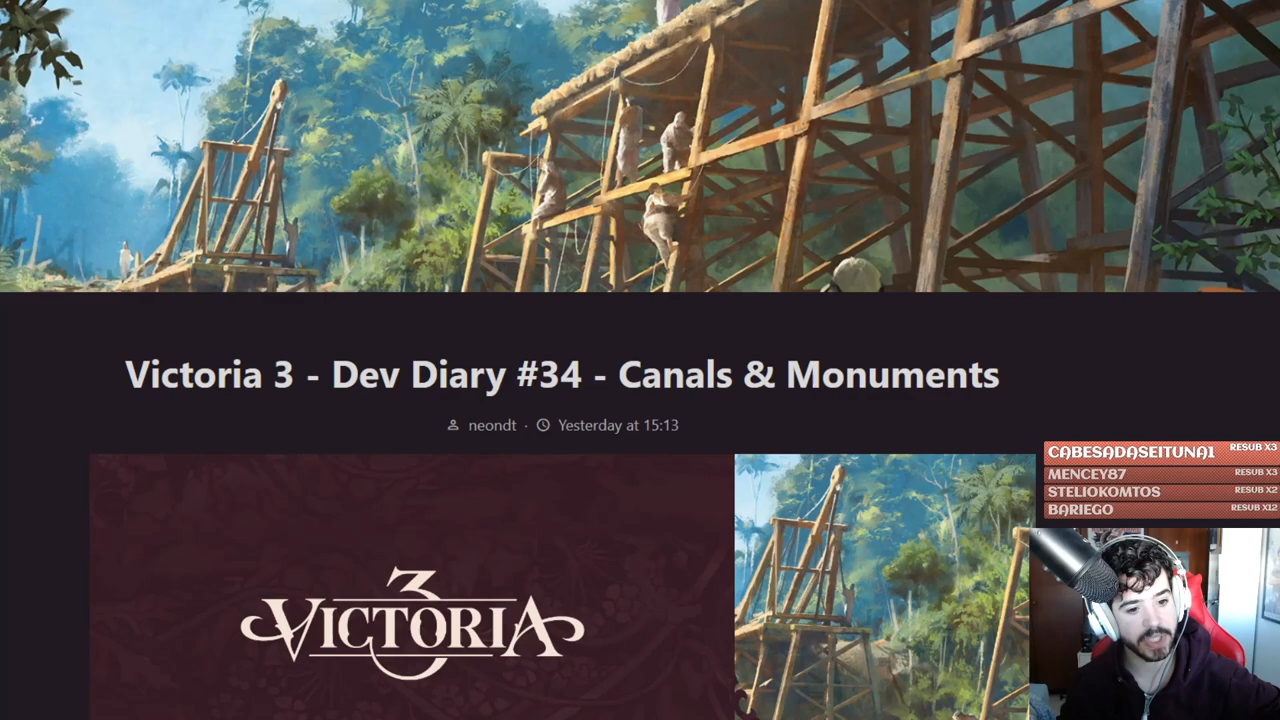 Victoria 3 - Dev Diary #34 - Canals & Monuments
neondt · Yesterday at 15:13
CABESADASEITUNA1 RESUB X3
MENCEY87 RESUB X3
STELIOKOMTOS RESUB X2
BARIEGO RESUB X12
3
VICTORIA